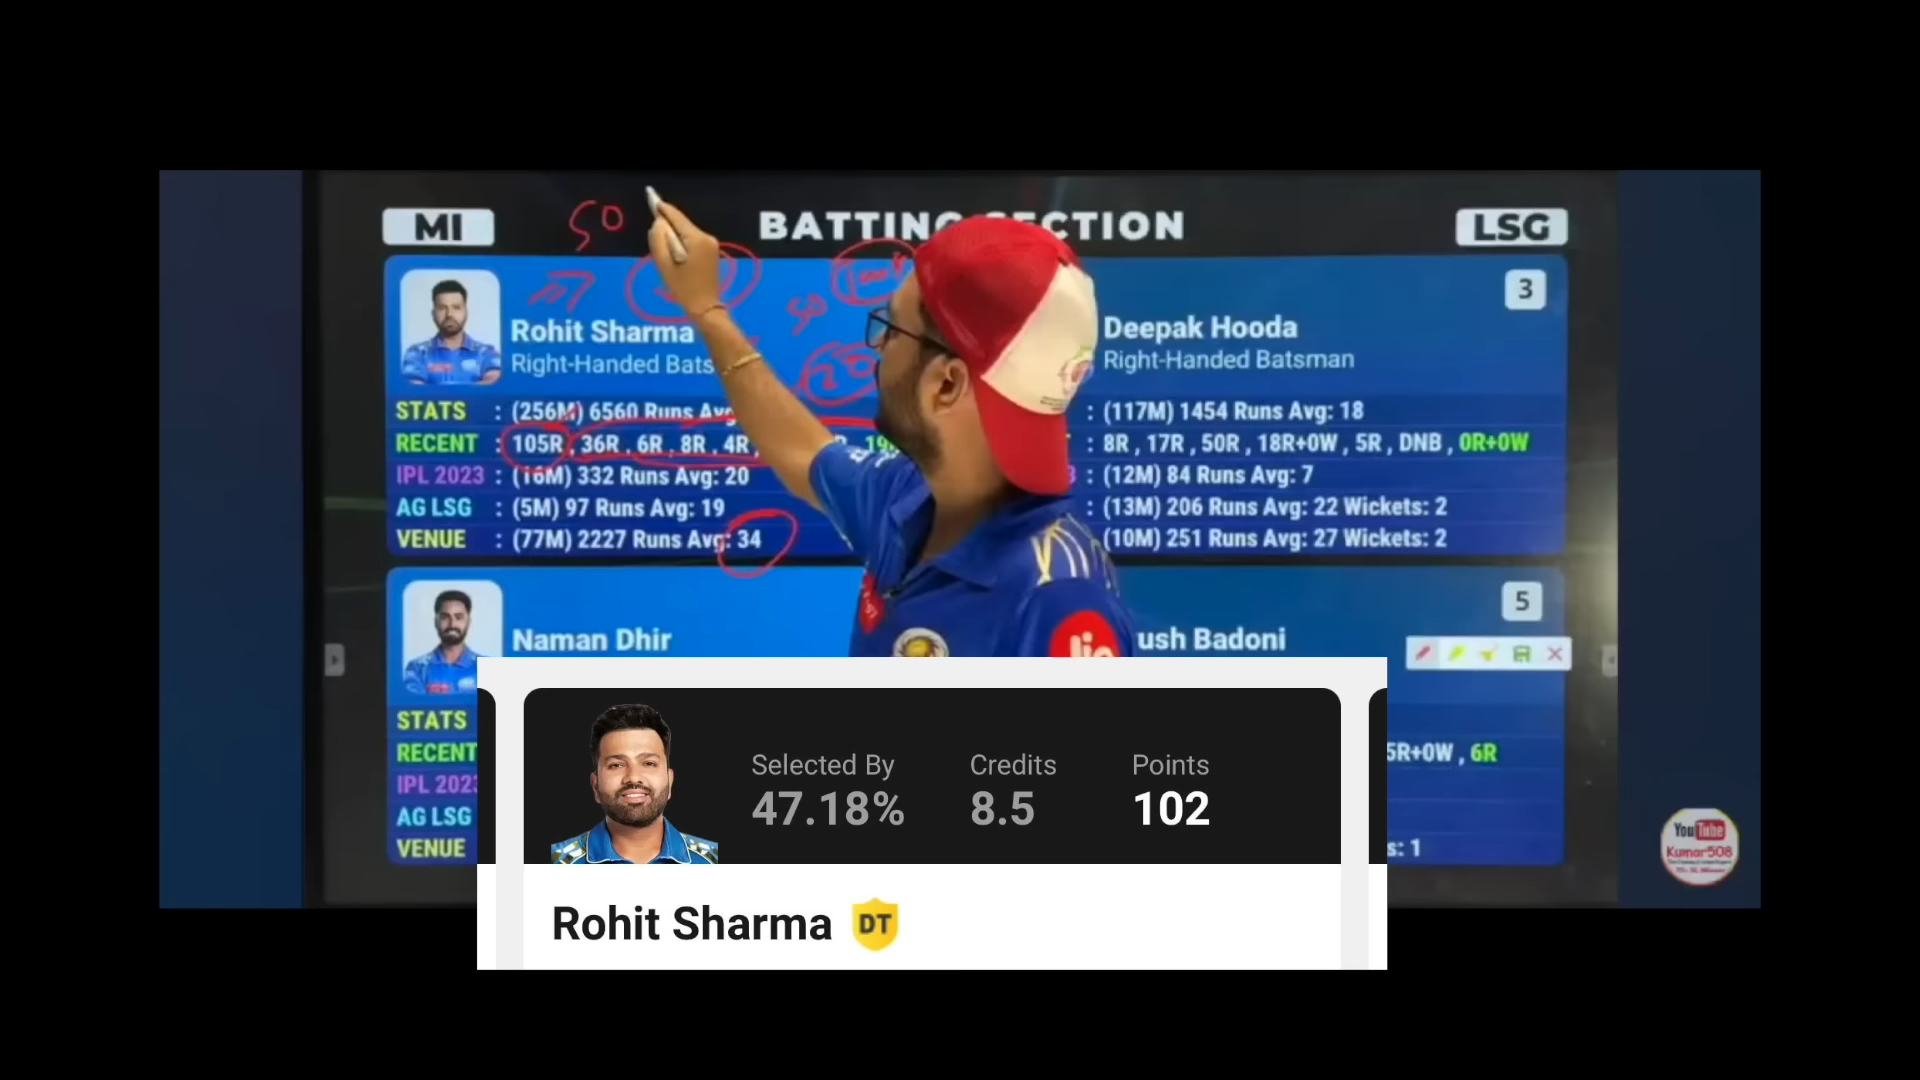 MI
50
BATTING SECTION
LSG
3
Rohit Sharma
Right-Handed Bats
Deepak Hooda
Right-Handed Batsman
STATS : (256M) 6560 Runs Avg
: (117M) 1454 Runs Avg: 18
RECENT : 105R , 36R , 6R , 8R , 4R ,
: 8R , 17R , 50R , 18R+0W , 5R , DNB , 0R+0W
IPL 2023 : (16M) 332 Runs Avg: 20
: (12M) 84 Runs Avg: 7
AG LSG : (5M) 97 Runs Avg: 19
: (13M) 206 Runs Avg: 22 Wickets: 2
VENUE : (77M) 2227 Runs Avg: 34
(10M) 251 Runs Avg: 27 Wickets: 2
5
Naman Dhir
ush Badoni
STATS
RECENT
5R+0W , 6R
IPL 202
AG LSG
VENUE
s: 1
Selected By
47.18%
Credits
8.5
Points
102
Rohit Sharma DT
YouTube
Kumar508